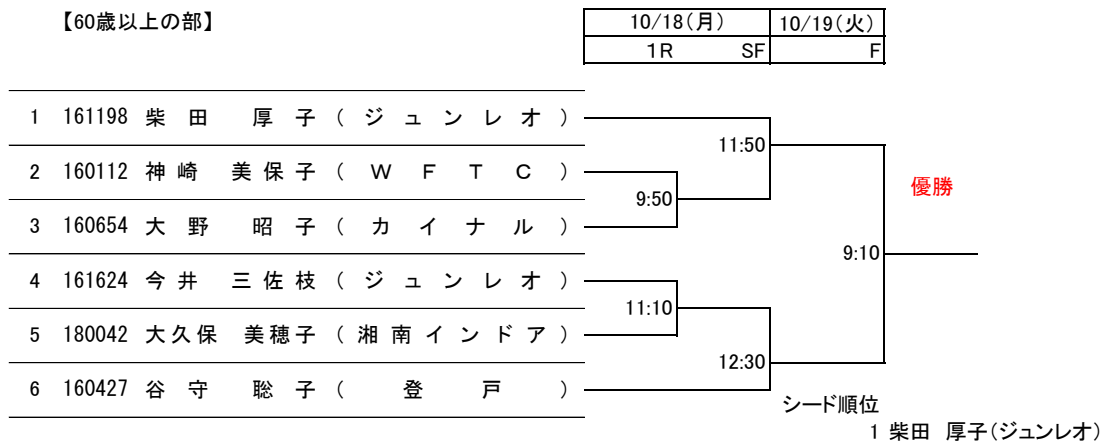 【60歳以上の部】
10/18(月) 10/19(火)
1R SF F
1 161198 柴田 厚子 (ジュンレオ)
11:50
2 160112 神崎 美保子 (WFTC)
優勝
9:50
3 160654 大野 昭子 (カイナル)
9:10
4 161624 今井 三佐枝 (ジュンレオ)
11:10
5 180042 大久保 美穂子 (湘南インドア)
12:30
6 160427 谷守 聡子 (登戸)
シード順位
1 柴田 厚子(ジュンレオ)